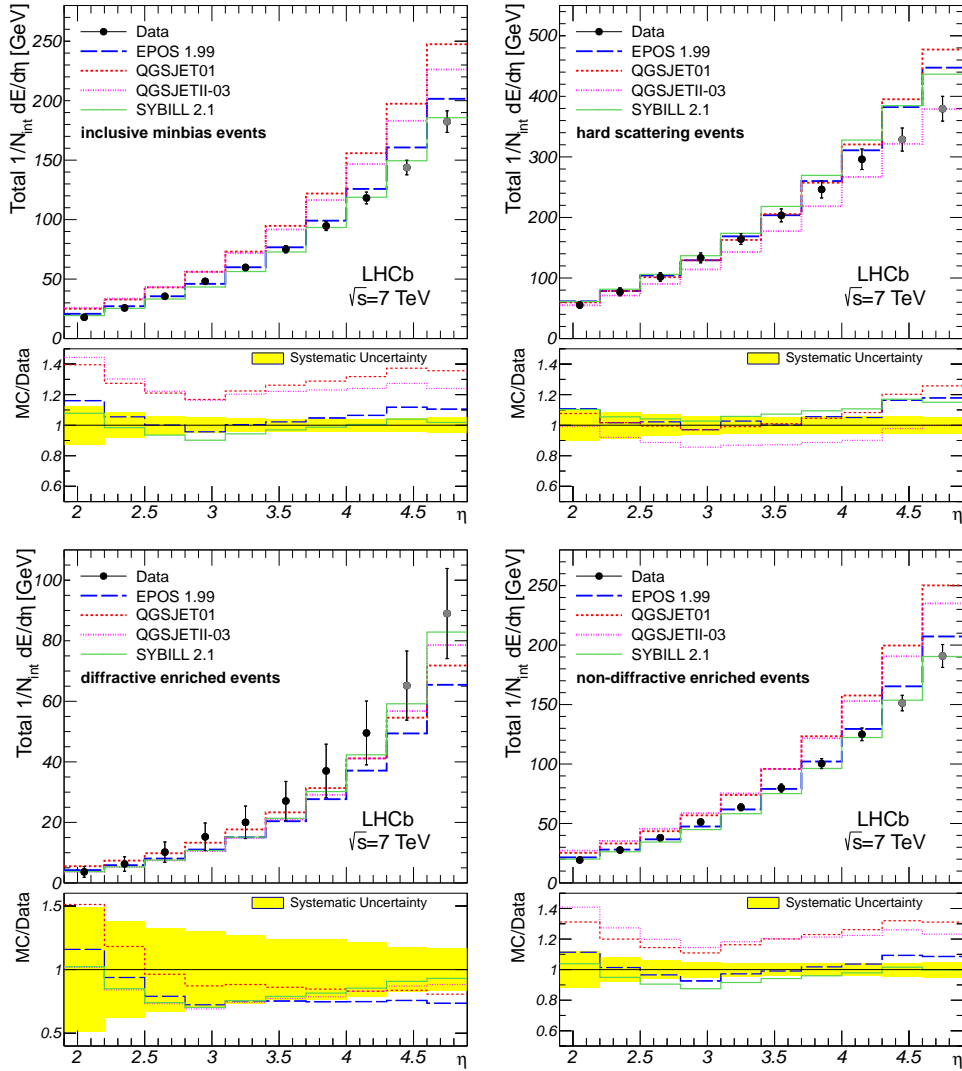 Total 1/N_int dE/dη [GeV]
250
200
150
100
50
0
Data
EPOS 1.99
QGSJET01
QGSJETII-03
SYBILL 2.1
inclusive minbias events
LHCb
√s=7 TeV
MC/Data
1.4
1.2
1
0.8
0.6
Systematic Uncertainty
2 2.5 3 3.5 4 4.5 η
Total 1/N_int dE/dη [GeV]
500
400
300
200
100
0
Data
EPOS 1.99
QGSJET01
QGSJETII-03
SYBILL 2.1
hard scattering events
LHCb
√s=7 TeV
MC/Data
1.4
1.2
1
0.8
0.6
Systematic Uncertainty
2 2.5 3 3.5 4 4.5 η
Total 1/N_int dE/dη [GeV]
100
80
60
40
20
0
Data
EPOS 1.99
QGSJET01
QGSJETII-03
SYBILL 2.1
diffractive enriched events
LHCb
√s=7 TeV
MC/Data
1.5
1
0.5
Systematic Uncertainty
2 2.5 3 3.5 4 4.5 η
Total 1/N_int dE/dη [GeV]
250
200
150
100
50
0
Data
EPOS 1.99
QGSJET01
QGSJETII-03
SYBILL 2.1
non-diffractive enriched events
LHCb
√s=7 TeV
MC/Data
1.4
1.2
1
0.8
0.6
Systematic Uncertainty
2 2.5 3 3.5 4 4.5 η